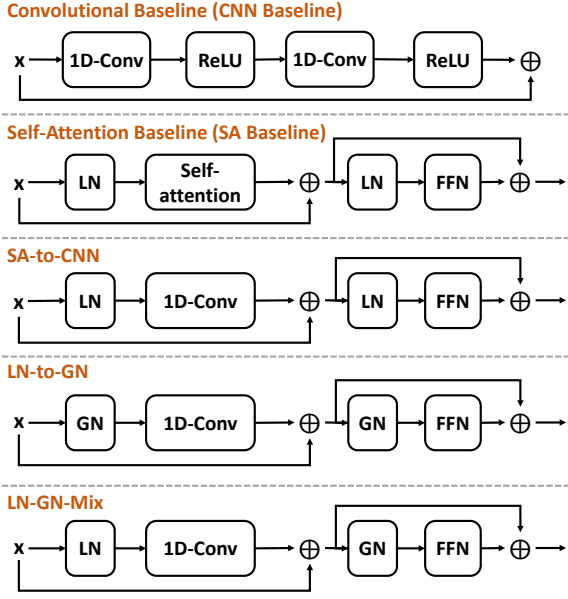 Convolutional Baseline (CNN Baseline)
x 1D-Conv ReLU 1D-Conv ReLU ⊕
Self-Attention Baseline (SA Baseline)
x LN Self-attention ⊕ LN FFN ⊕
SA-to-CNN
x LN 1D-Conv ⊕ LN FFN ⊕
LN-to-GN
x GN 1D-Conv ⊕ GN FFN ⊕
LN-GN-Mix
x LN 1D-Conv ⊕ GN FFN ⊕